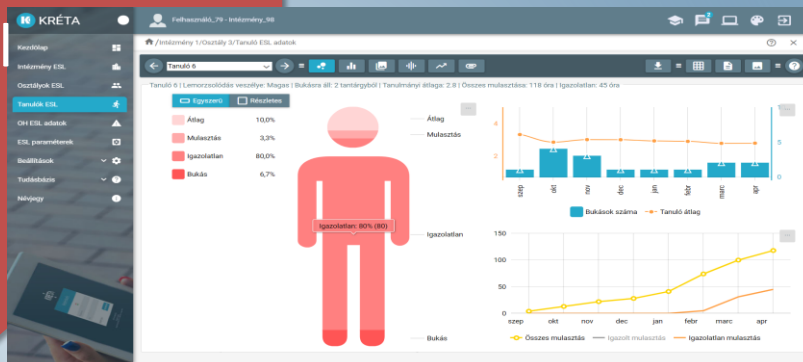 KRÉTA
Felhasználó_79 - Intézmény_98
Kezdőlap
Intézmény ESL
Osztályok ESL
Tanulók ESL
OH ESL adatok
ESL paraméterek
Beállítások
Tudásbázis
Névjegy
/Intézmény 1/Osztály 3/Tanuló ESL adatok
Tanuló 6
Tanuló 6 | Lemorzsolódás veszélye: Magas | Bukásra áll: 2 tantárgyból | Tanulmányi átlaga: 2.8 | Összes mulasztása: 118 óra | Igazolatlan: 45 óra
Egyszerű Részletes
Átlag 10,0%
Mulasztás 3,3%
Igazolatlan 80,0%
Bukás 6,7%
Átlag
Mulasztás
Igazolatlan: 80% (80)
Igazolatlan
Bukás
4
2
5
0
szep okt nov dec jan febr marc apr
Bukások száma Tanuló átlag
150
100
50
0
szep okt nov dec jan febr marc apr
Összes mulasztás Igazolt mulasztás Igazolatlan mulasztás